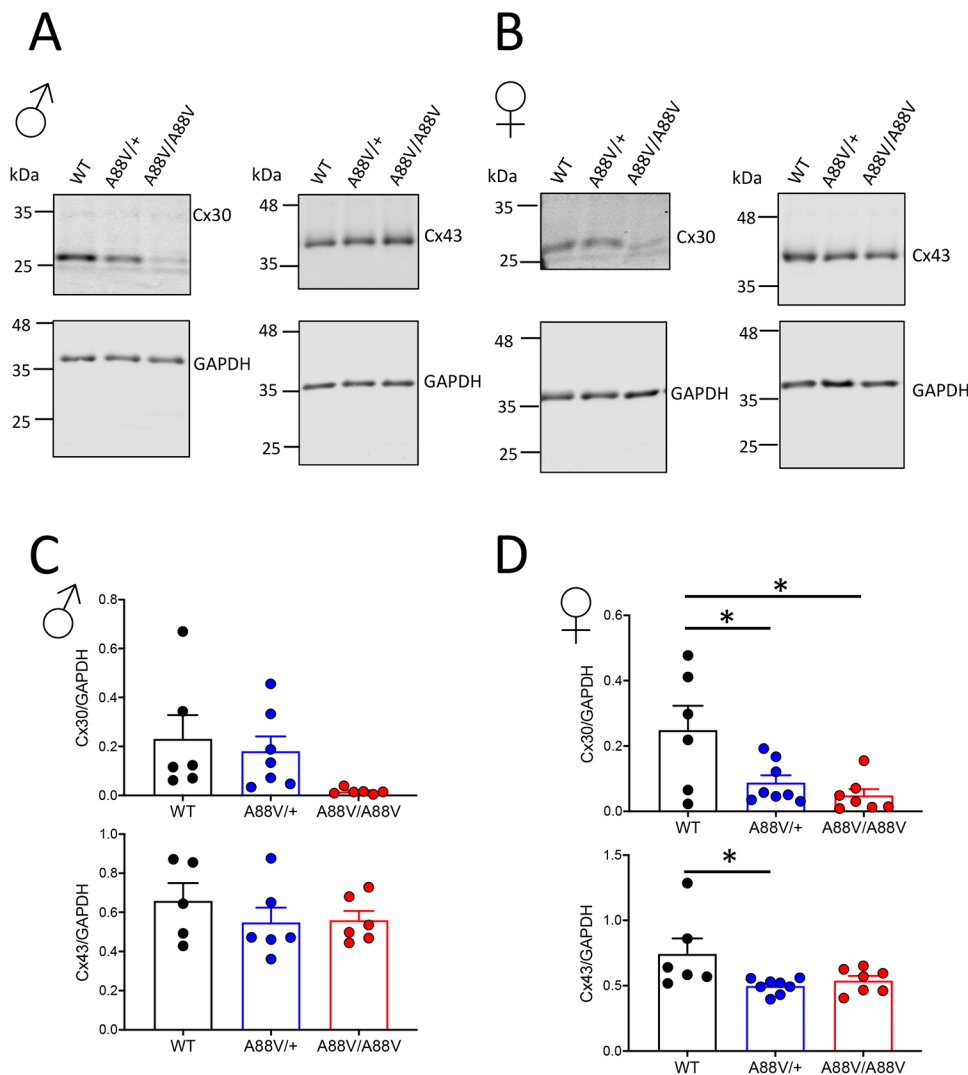 A
B
WT
A88V/+
A88V/A88V
kDa
35
25
Cx30
WT
A88V/+
A88V/A88V
kDa
48
35
Cx43
48
35
25
GAPDH
35
25
GAPDH
WT
A88V/+
A88V/A88V
kDa
35
25
Cx30
WT
A88V/+
A88V/A88V
kDa
48
35
Cx43
48
35
25
GAPDH
48
35
25
GAPDH
C
D
Cx30/GAPDH
0.8
0.6
0.4
0.2
0.0
WT
A88V/+
A88V/A88V
Cx43/GAPDH
1.0
0.8
0.6
0.4
0.2
0.0
WT
A88V/+
A88V/A88V
*
*
Cx30/GAPDH
0.6
0.4
0.2
0.0
WT
A88V/+
A88V/A88V
*
Cx43/GAPDH
1.5
1.0
0.5
0.0
WT
A88V/+
A88V/A88V